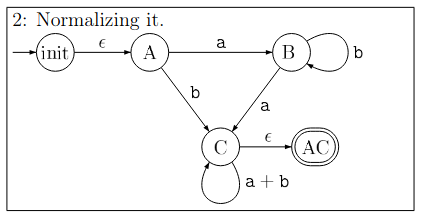 2: Normalizing it.
init ϵ A a B b
b a
C ϵ AC
a + b